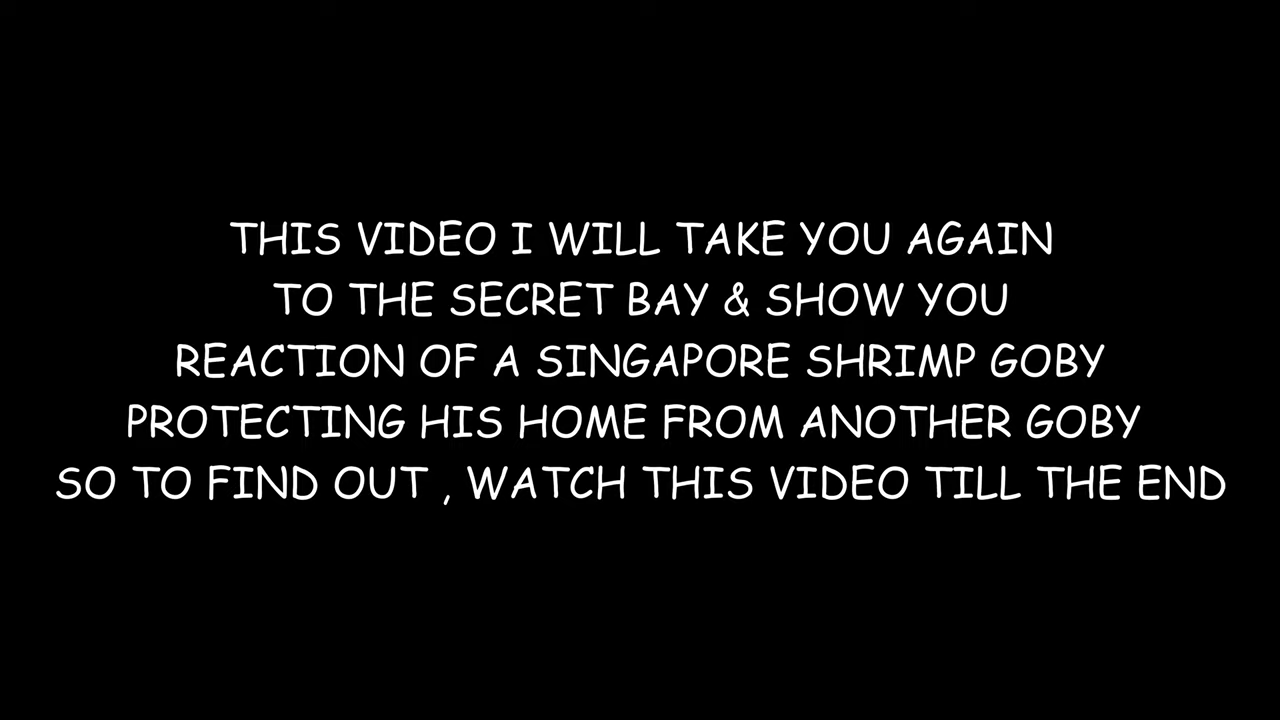 THIS VIDEO I WILL TAKE YOU AGAIN
TO THE SECRET BAY & SHOW YOU
REACTION OF A SINGAPORE SHRIMP GOBY
PROTECTING HIS HOME FROM ANOTHER GOBY
SO TO FIND OUT , WATCH THIS VIDEO TILL THE END